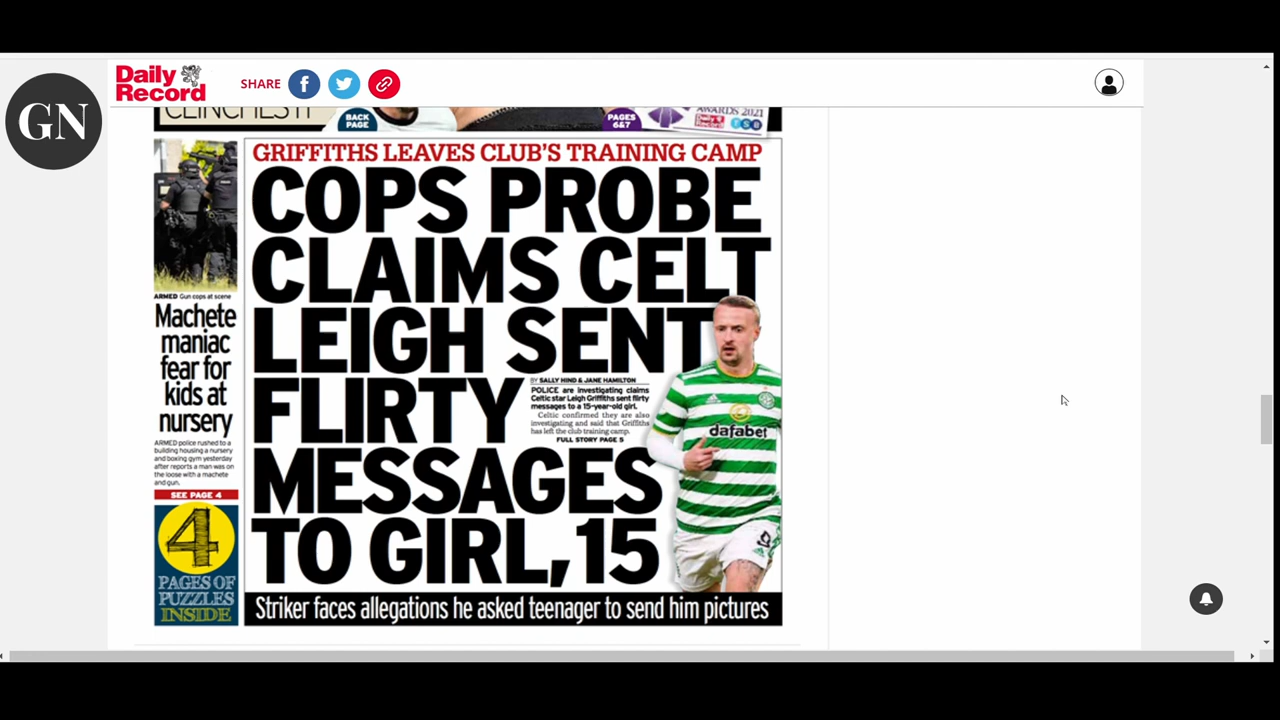 GN
Daily
Record
SHARE
CLINCHES IT
BACK
PAGE
PAGES
6&7
AWARDS 2021
Daily
Record
TSB
GRIFFITHS LEAVES CLUB'S TRAINING CAMP
COPS PROBE
CLAIMS CELT
LEIGH SENT
FLIRTY
MESSAGES
TO GIRL, 15
BY SALLY HIND & JANE HAMILTON
POLICE are investigating claims
Celtic star Leigh Griffiths sent flirty
messages to a 15-year-old girl.
Celtic confirmed they are also
investigating and said that Griffiths
has left the club training camp.
FULL STORY PAGE 5
dafabet
9
Striker faces allegations he asked teenager to send him pictures
ARMED Gun cops at scene
Machete
maniac
fear for
kids at
nursery
ARMED police rushed to a
building housing a nursery
and boxing gym yesterday
after reports a man was on
the loose with a machete
and gun.
SEE PAGE 4
4
PAGES OF
PUZZLES
INSIDE